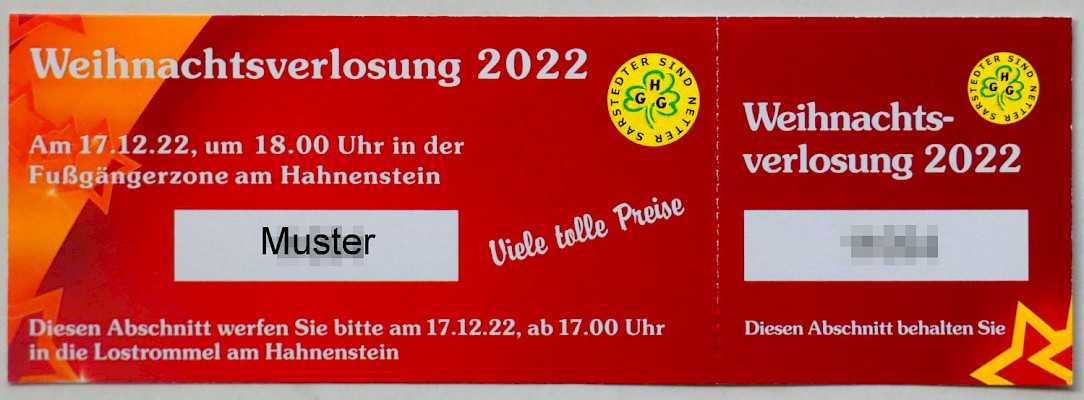 Weihnachtsverlosung 2022
SARSTEDTER SIND NETTER
H
G G
Am 17.12.22, um 18.00 Uhr in der
Fußgängerzone am Hahnenstein
Muster
Viele tolle Preise
Diesen Abschnitt werfen Sie bitte am 17.12.22, ab 17.00 Uhr
in die Lostrommel am Hahnenstein
SARSTEDTER SIND NETTER
H
G G
Weihnachts-
verlosung 2022
Diesen Abschnitt behalten Sie